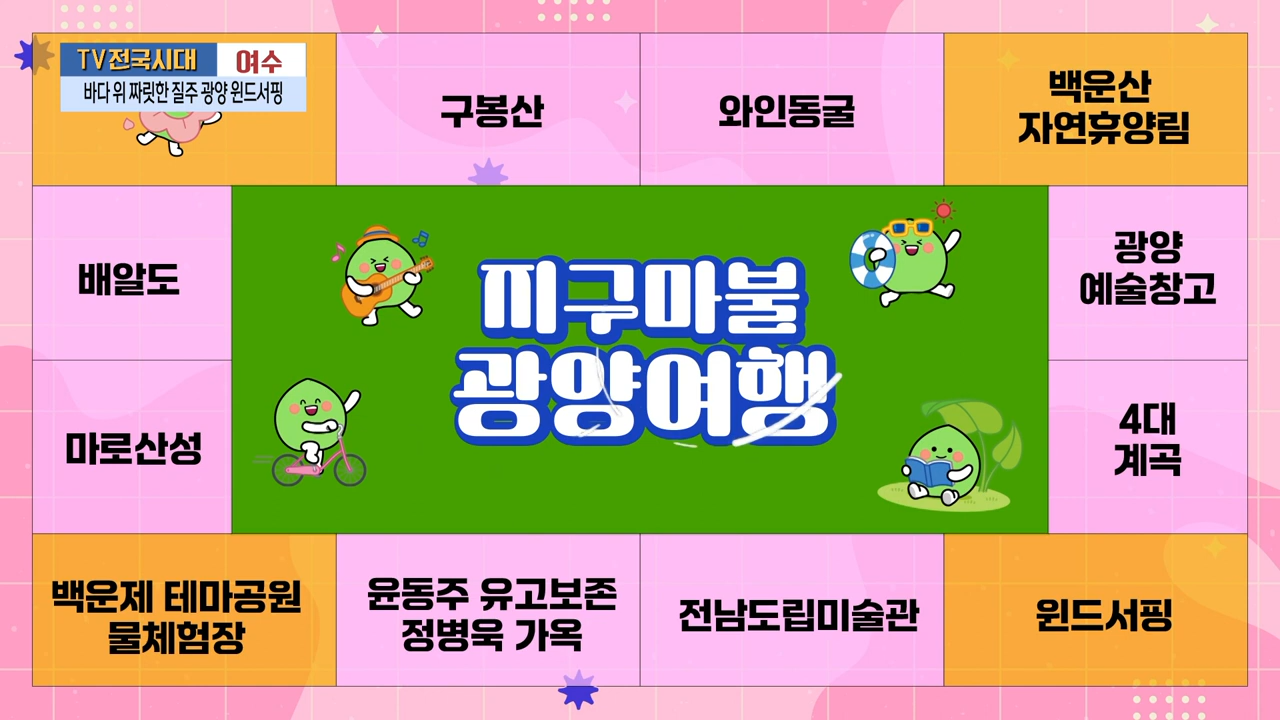 TV전국시대 여수
바다 위 짜릿한 질주 광양 윈드서핑
구봉산
와인동굴
백운산
자연휴양림
배알도
지구마불
광양여행
광양
예술창고
마로산성
4대
계곡
백운제 테마공원
물체험장
윤동주 유고보존
정병욱 가옥
전남도립미술관
윈드서핑